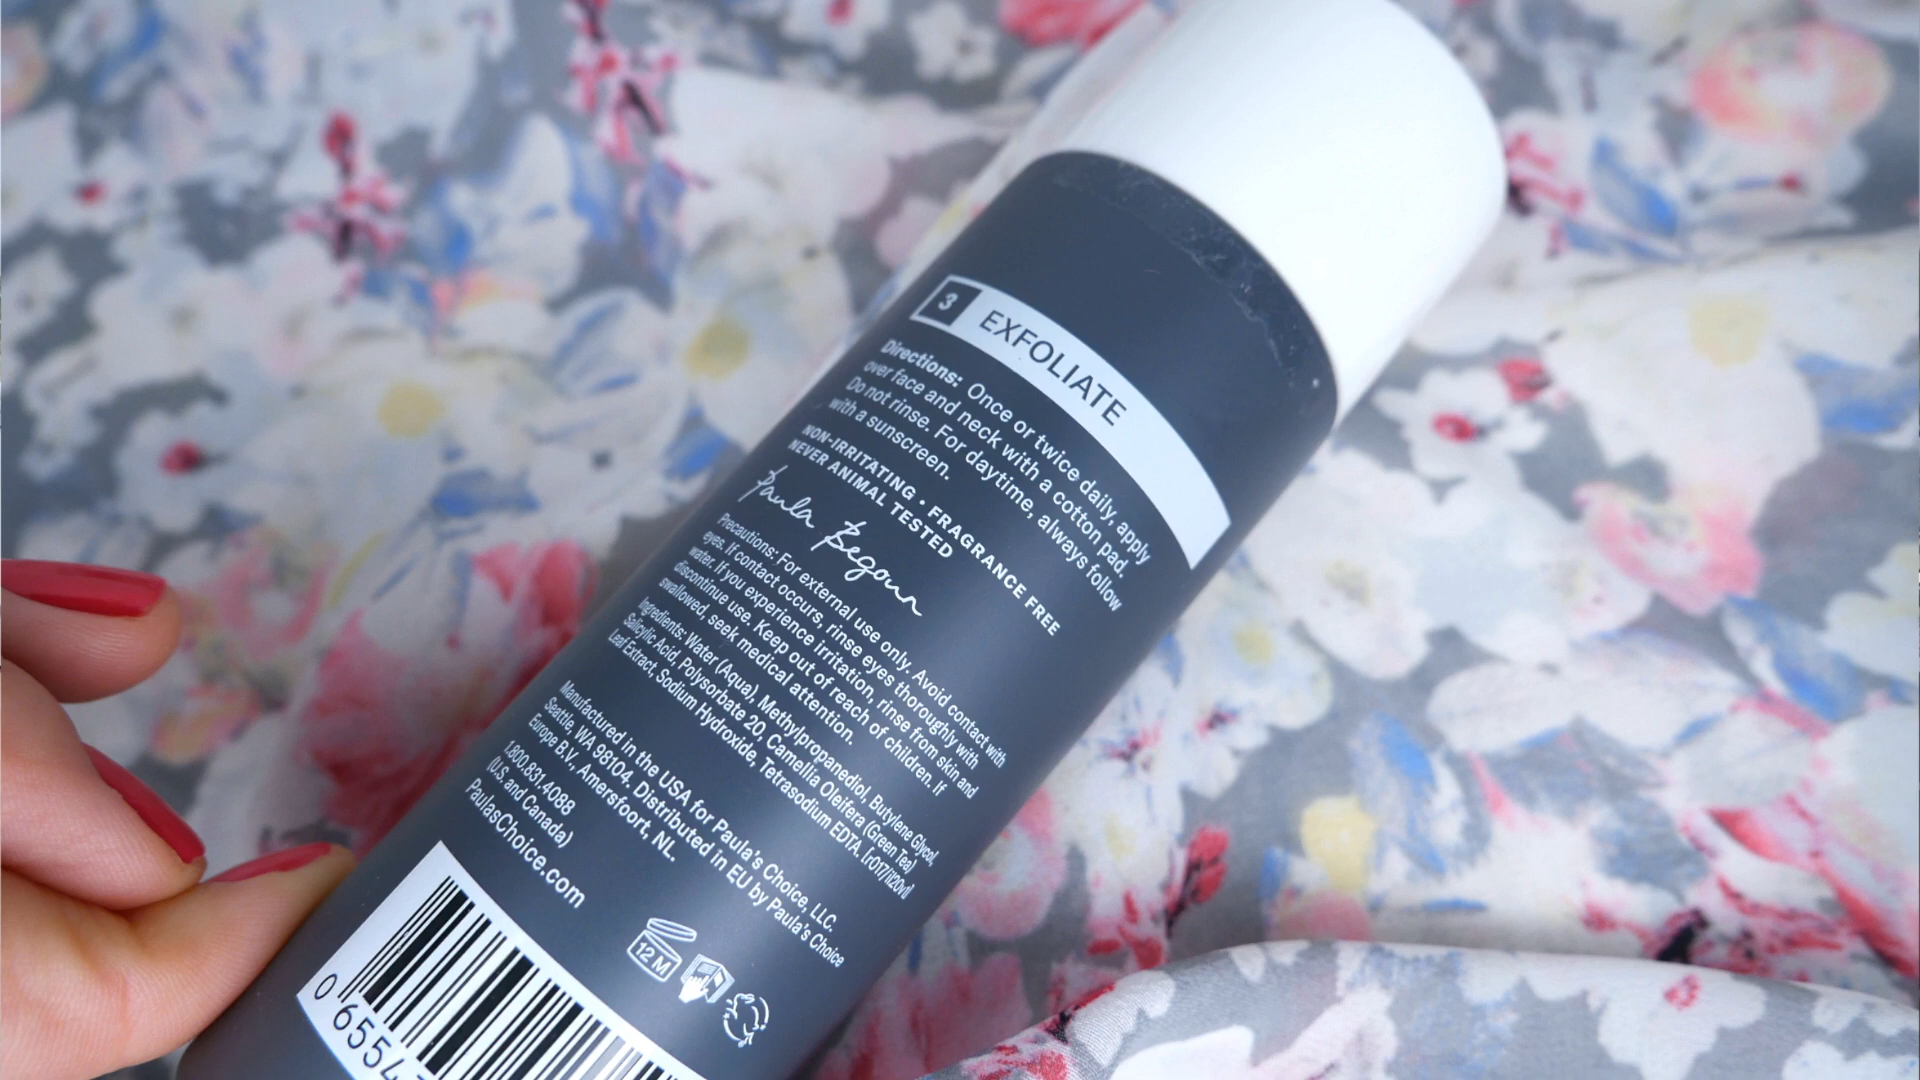 3 EXFOLIATE
Directions: Once or twice daily, apply
over face and neck with a cotton pad.
Do not rinse. For daytime, always follow
with a sunscreen.
NON-IRRITATING • FRAGRANCE FREE
NEVER ANIMAL TESTED
Paula Begoun
Precautions: For external use only. Avoid contact with
eyes. If contact occurs, rinse eyes thoroughly with
water. If you experience irritation, rinse from skin and
discontinue use. Keep out of reach of children. If
swallowed, seek medical attention.
Ingredients: Water (Aqua), Methylpropanediol, Butylene Glycol,
Salicylic Acid, Polysorbate 20, Camellia Oleifera (Green Tea)
Leaf Extract, Sodium Hydroxide, Tetrasodium EDTA.
Manufactured in the USA for Paula's Choice, LLC.
Seattle, WA 98104. Distributed in EU by Paula's Choice
Europe B.V., Amersfoort, NL.
1.800.831.4088
(U.S. and Canada)
PaulasChoice.com
12 M
0 6554